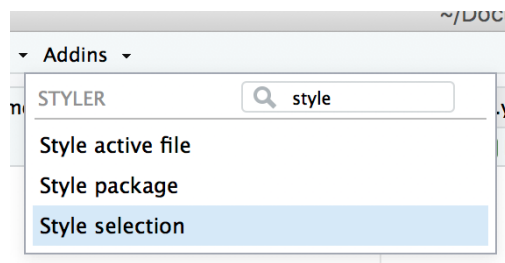 ~/Doc
Addins
STYLER style
Style active file
Style package
Style selection